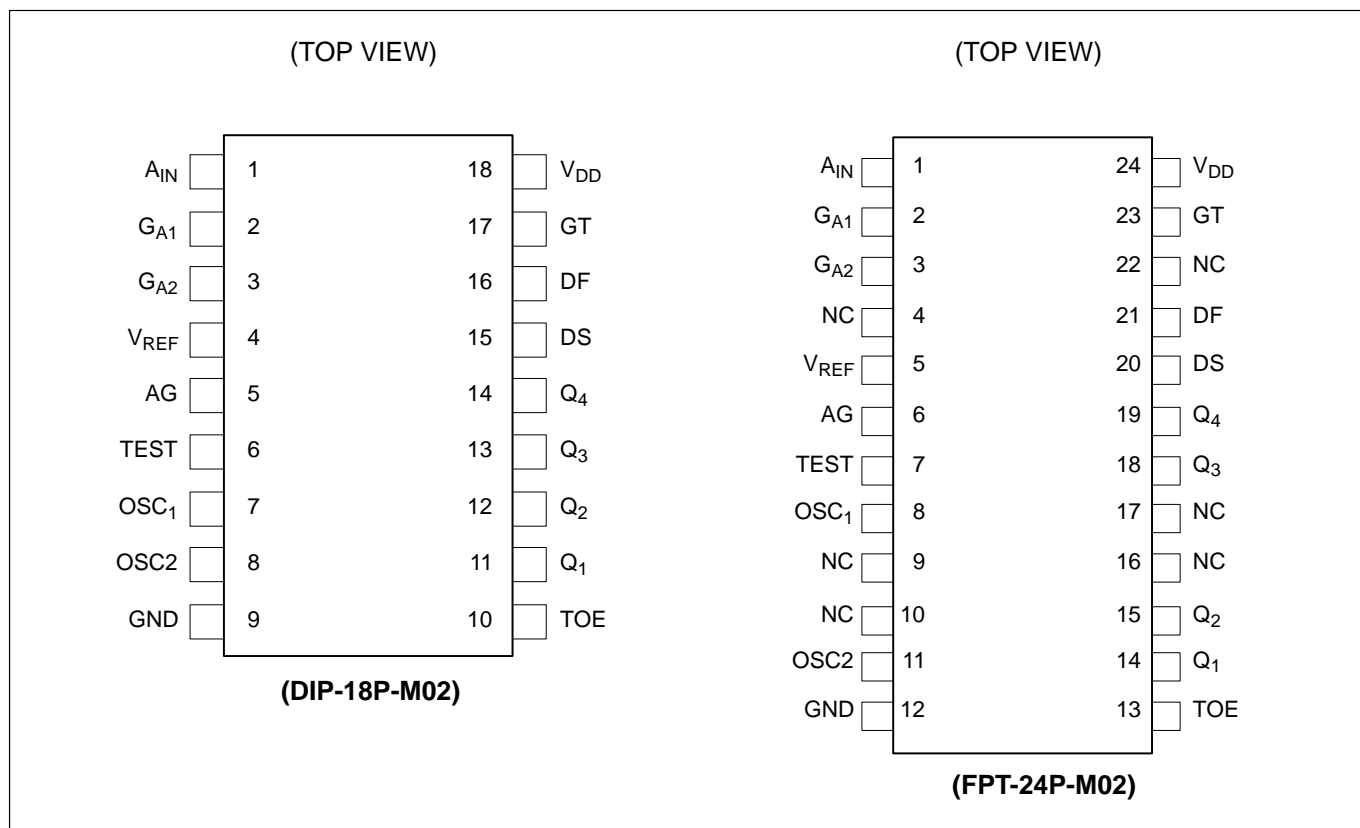 (TOP VIEW)
A_IN 1 18 V_DD
G_A1 2 17 GT
G_A2 3 16 DF
V_REF 4 15 DS
AG 5 14 Q_4
TEST 6 13 Q_3
OSC_1 7 12 Q_2
OSC2 8 11 Q_1
GND 9 10 TOE
(DIP-18P-M02)
(TOP VIEW)
A_IN 1 24 V_DD
G_A1 2 23 GT
G_A2 3 22 NC
NC 4 21 DF
V_REF 5 20 DS
AG 6 19 Q_4
TEST 7 18 Q_3
OSC_1 8 17 NC
NC 9 16 NC
NC 10 15 Q_2
OSC2 11 14 Q_1
GND 12 13 TOE
(FPT-24P-M02)